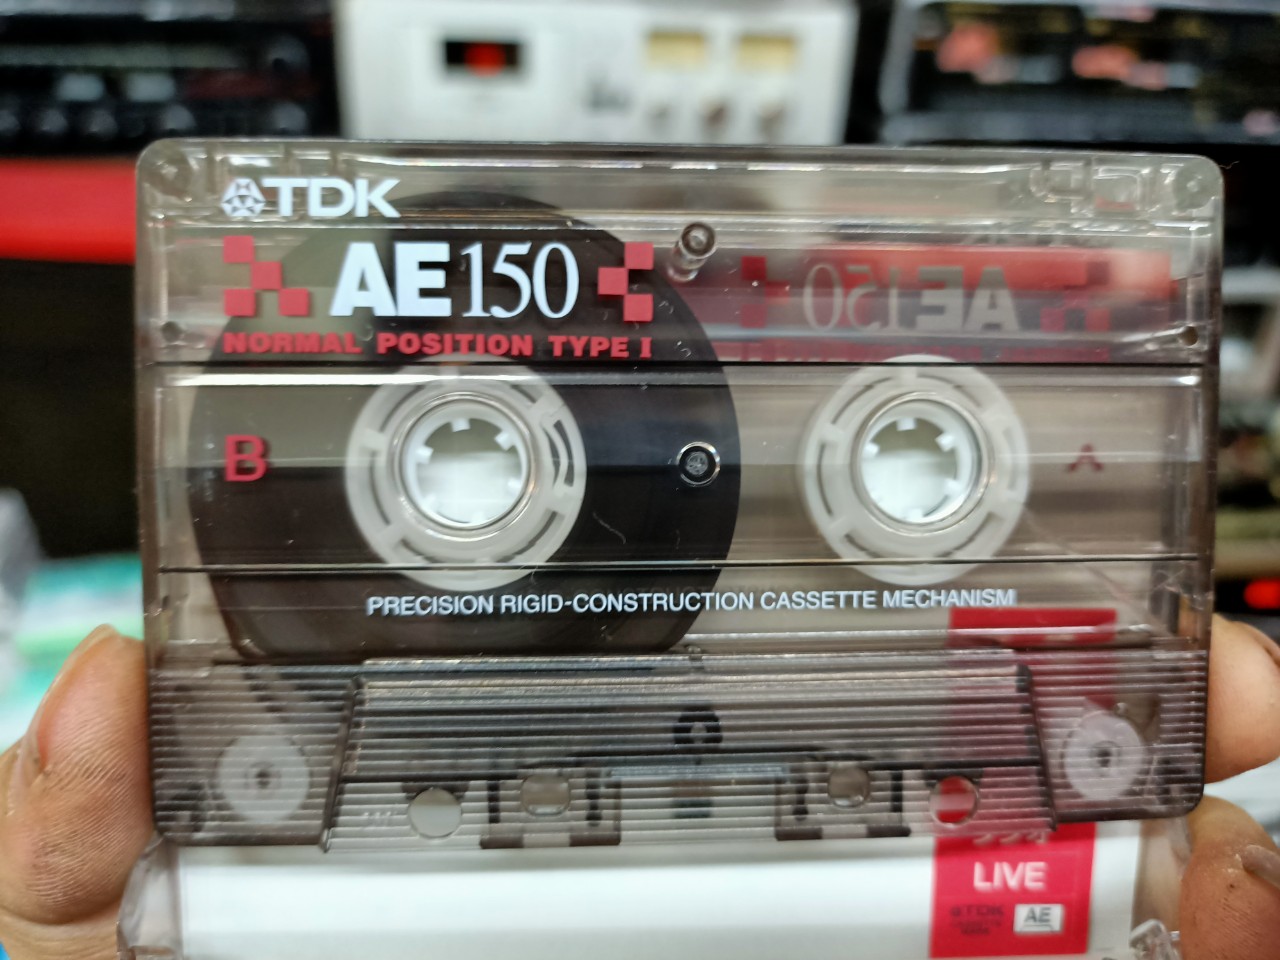 TDK
AE150
NORMAL POSITION TYPE I
B
A
PRECISION RIGID-CONSTRUCTION CASSETTE MECHANISM
LIVE
TDK
AE